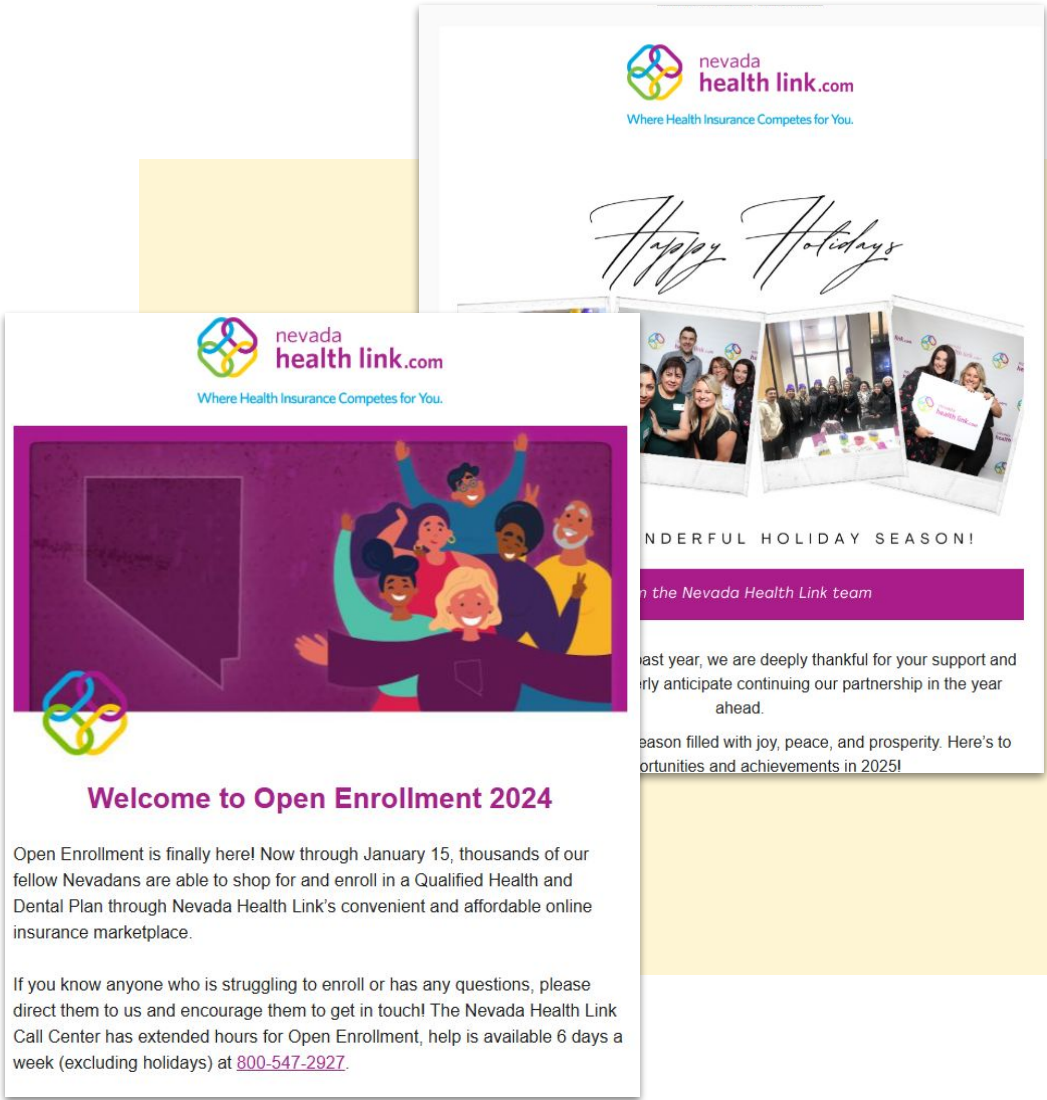 nevada
health link.com
Where Health Insurance Competes for You.
Happy Holidays
HOLIDAY SEASON!
the Nevada Health Link team
year, we are deeply thankful for your support and
anticipate continuing our partnership in the year
ahead.
filled with joy, peace, and prosperity. Here’s to
and achievements in 2025!
nevada
health link.com
Where Health Insurance Competes for You.
Welcome to Open Enrollment 2024
Open Enrollment is finally here! Now through January 15, thousands of our
fellow Nevadans are able to shop for and enroll in a Qualified Health and
Dental Plan through Nevada Health Link’s convenient and affordable online
insurance marketplace.
If you know anyone who is struggling to enroll or has any questions, please
direct them to us and encourage them to get in touch! The Nevada Health Link
Call Center has extended hours for Open Enrollment, help is available 6 days a
week (excluding holidays) at 800-547-2927.